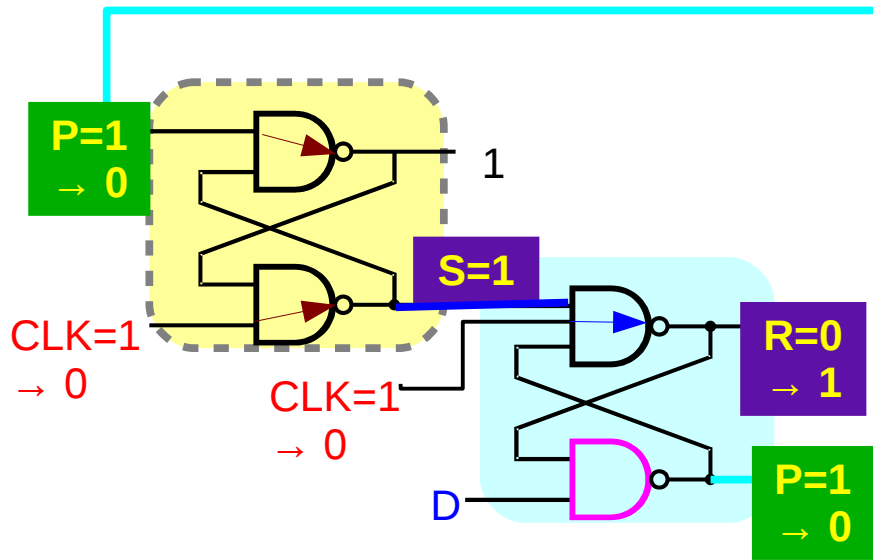 P=1
→ 0
1
S=1
CLK=1
→ 0
CLK=1
→ 0
R=0
→ 1
D
P=1
→ 0